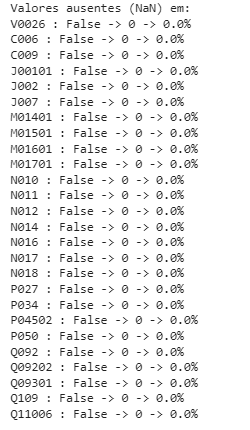 Valores ausentes (NaN) em:
V0026 : False -> 0 -> 0.0%
C006 : False -> 0 -> 0.0%
C009 : False -> 0 -> 0.0%
J00101 : False -> 0 -> 0.0%
J002 : False -> 0 -> 0.0%
J007 : False -> 0 -> 0.0%
M01401 : False -> 0 -> 0.0%
M01501 : False -> 0 -> 0.0%
M01601 : False -> 0 -> 0.0%
M01701 : False -> 0 -> 0.0%
N010 : False -> 0 -> 0.0%
N011 : False -> 0 -> 0.0%
N012 : False -> 0 -> 0.0%
N014 : False -> 0 -> 0.0%
N016 : False -> 0 -> 0.0%
N017 : False -> 0 -> 0.0%
N018 : False -> 0 -> 0.0%
P027 : False -> 0 -> 0.0%
P034 : False -> 0 -> 0.0%
P04502 : False -> 0 -> 0.0%
P050 : False -> 0 -> 0.0%
Q092 : False -> 0 -> 0.0%
Q09202 : False -> 0 -> 0.0%
Q09301 : False -> 0 -> 0.0%
Q109 : False -> 0 -> 0.0%
Q11006 : False -> 0 -> 0.0%